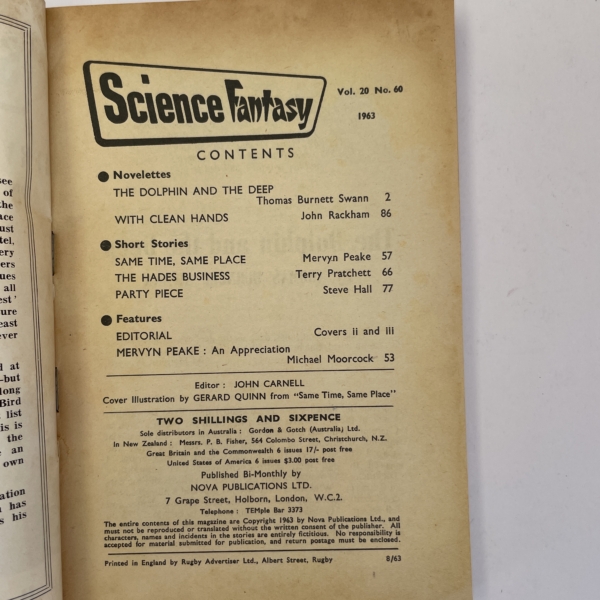 Science Fantasy
Vol. 20 No. 60
1963
CONTENTS
Novelettes
THE DOLPHIN AND THE DEEP
Thomas Burnett Swann 2
WITH CLEAN HANDS John Rackham 86
Short Stories
SAME TIME, SAME PLACE Mervyn Peake 57
THE HADES BUSINESS Terry Pratchett 66
PARTY PIECE Steve Hall 77
Features
EDITORIAL Covers ii and iii
MERVYN PEAKE : An Appreciation
Michael Moorcock 53
Editor : JOHN CARNELL
Cover Illustration by GERARD QUINN from "Same Time, Same Place"
TWO SHILLINGS AND SIXPENCE
Sole distributors in Australia : Gordon & Gotch (Australia) Ltd.
In New Zealand : Messrs. P. B. Fisher, 564 Colombo Street, Christchurch, N.Z.
Great Britain and the Commonwealth 6 issues 17/- post free
United States of America 6 issues $3.00 post free
Published Bi-Monthly by
NOVA PUBLICATIONS LTD.
7 Grape Street, Holborn, London, W.C.2.
Telephone : TEMple Bar 3373
The entire contents of this magazine are Copyright 1963 by Nova Publications Ltd., and
must not be reproduced or translated without the written consent of the publisher. All
characters, names and incidents in the stories are entirely fictitious. No responsibility is
accepted for material submitted for publication, and return postage must be enclosed.
Printed in England by Rugby Advertiser Ltd., Albert Street, Rugby 8/63